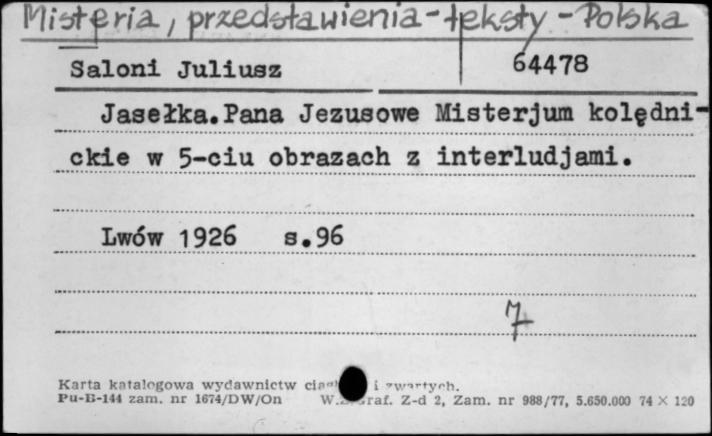 Misteria, przedstawienia - teksty - Polska
Saloni Juliusz 64478
Jasełka. Pana Jezusowe Misterjum kolędni-
ckie w 5-ciu obrazach z interludjami.
Lwów 1926 s. 96
Karta katalogowa wydawnictw i zwartych.
Pu-B-144 zam. nr 1674/DW/On Z-d 2, Zam. nr 988/77, 5.650.000 74 × 120